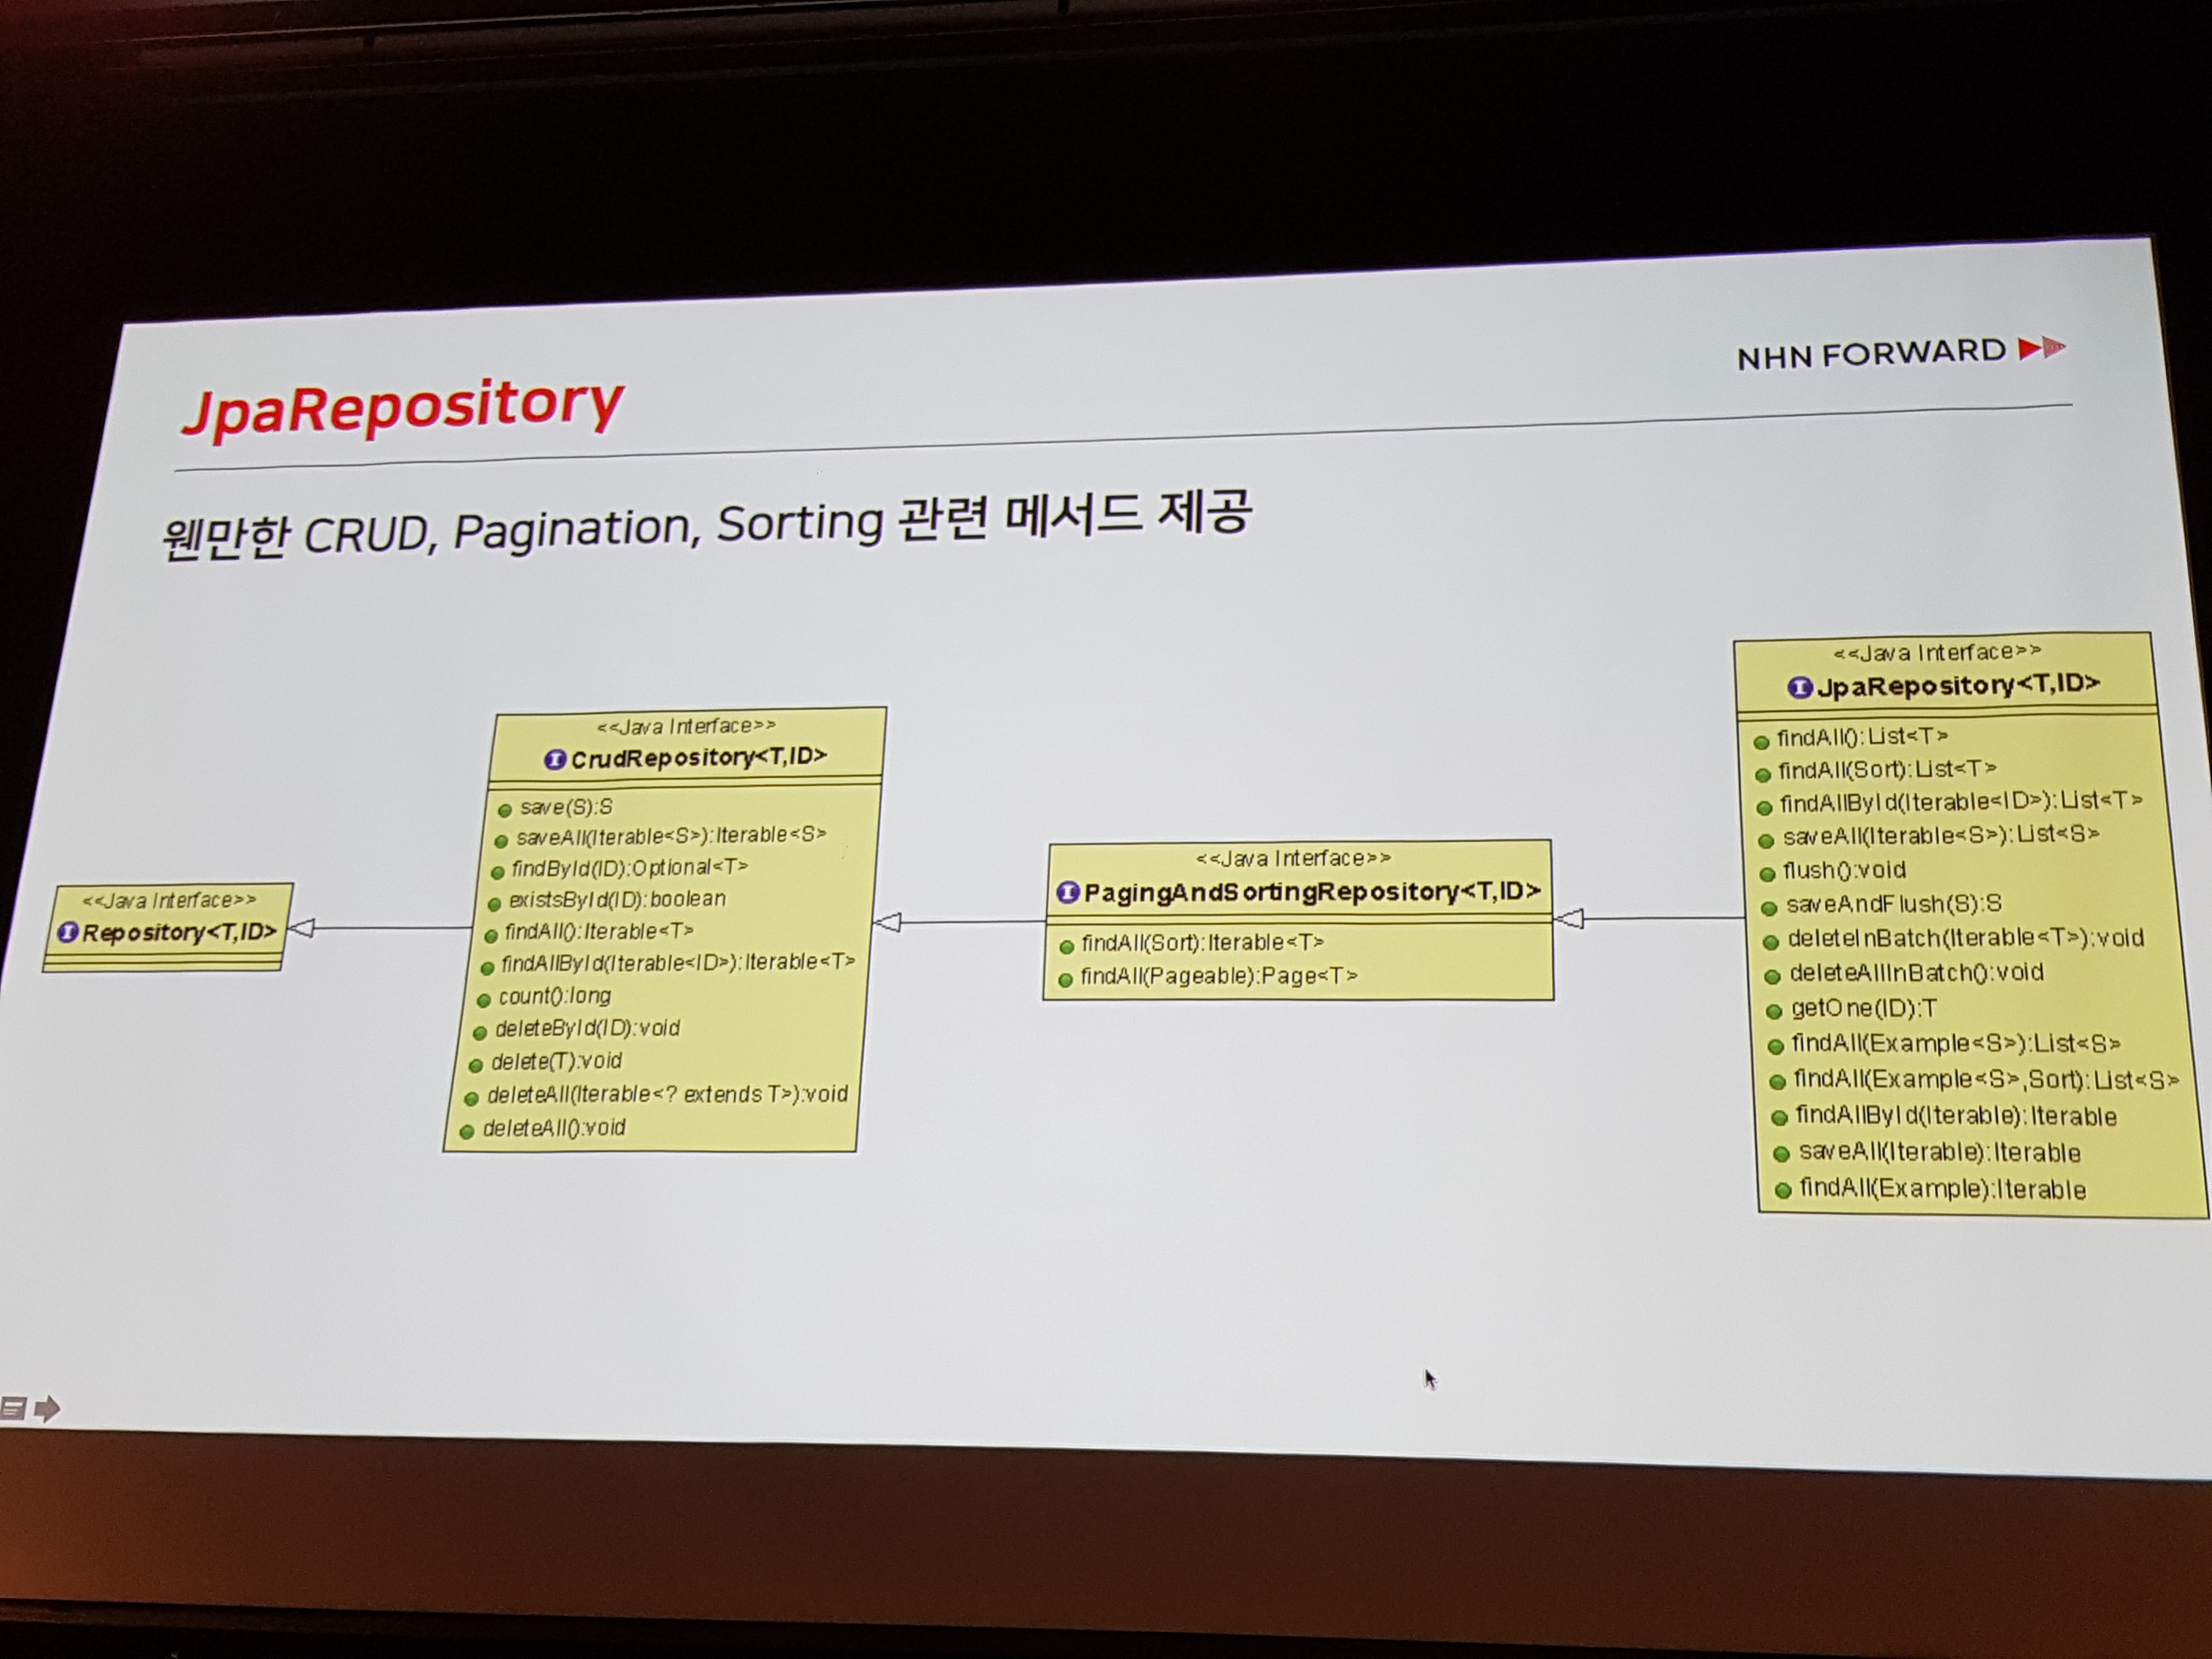 NHN FORWARD
JpaRepository
웬만한 CRUD, Pagination, Sorting 관련 메서드 제공
<<Java Interface>>
Repository<T,ID>
<<Java Interface>>
CrudRepository<T,ID>
save(S):S
saveAll(Iterable<S>):Iterable<S>
findById(ID):Optional<T>
existsById(ID):boolean
findAll():Iterable<T>
findAllById(Iterable<ID>):Iterable<T>
count():long
deleteById(ID):void
delete(T):void
deleteAll(Iterable<? extends T>):void
deleteAll():void
<<Java Interface>>
PagingAndSortingRepository<T,ID>
findAll(Sort):Iterable<T>
findAll(Pageable):Page<T>
<<Java Interface>>
JpaRepository<T,ID>
findAll():List<T>
findAll(Sort):List<T>
findAllById(Iterable<ID>):List<T>
saveAll(Iterable<S>):List<S>
flush():void
saveAndFlush(S):S
deleteInBatch(Iterable<T>):void
deleteAllInBatch():void
getOne(ID):T
findAll(Example<S>):List<S>
findAll(Example<S>,Sort):List<S>
findAllById(Iterable):Iterable
saveAll(Iterable):Iterable
findAll(Example):Iterable